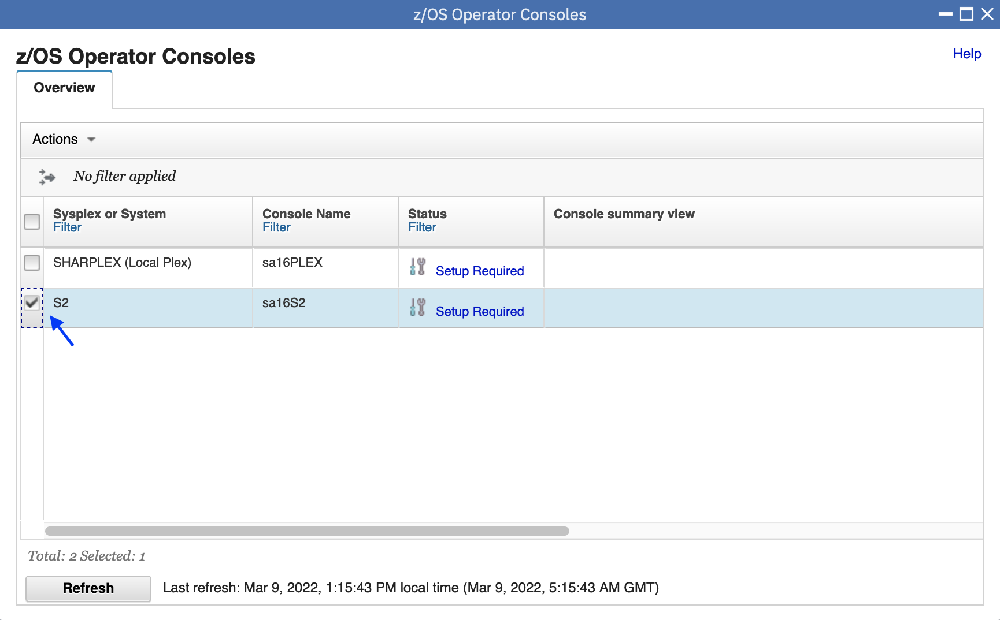 z/OS Operator Consoles
z/OS Operator Consoles
Help
Overview
Actions
No filter applied
Sysplex or System Console Name Status Console summary view
Filter Filter Filter
SHARPLEX (Local Plex) sa16PLEX Setup Required
S2 sa16S2 Setup Required
Total: 2 Selected: 1
Refresh Last refresh: Mar 9, 2022, 1:15:43 PM local time (Mar 9, 2022, 5:15:43 AM GMT)